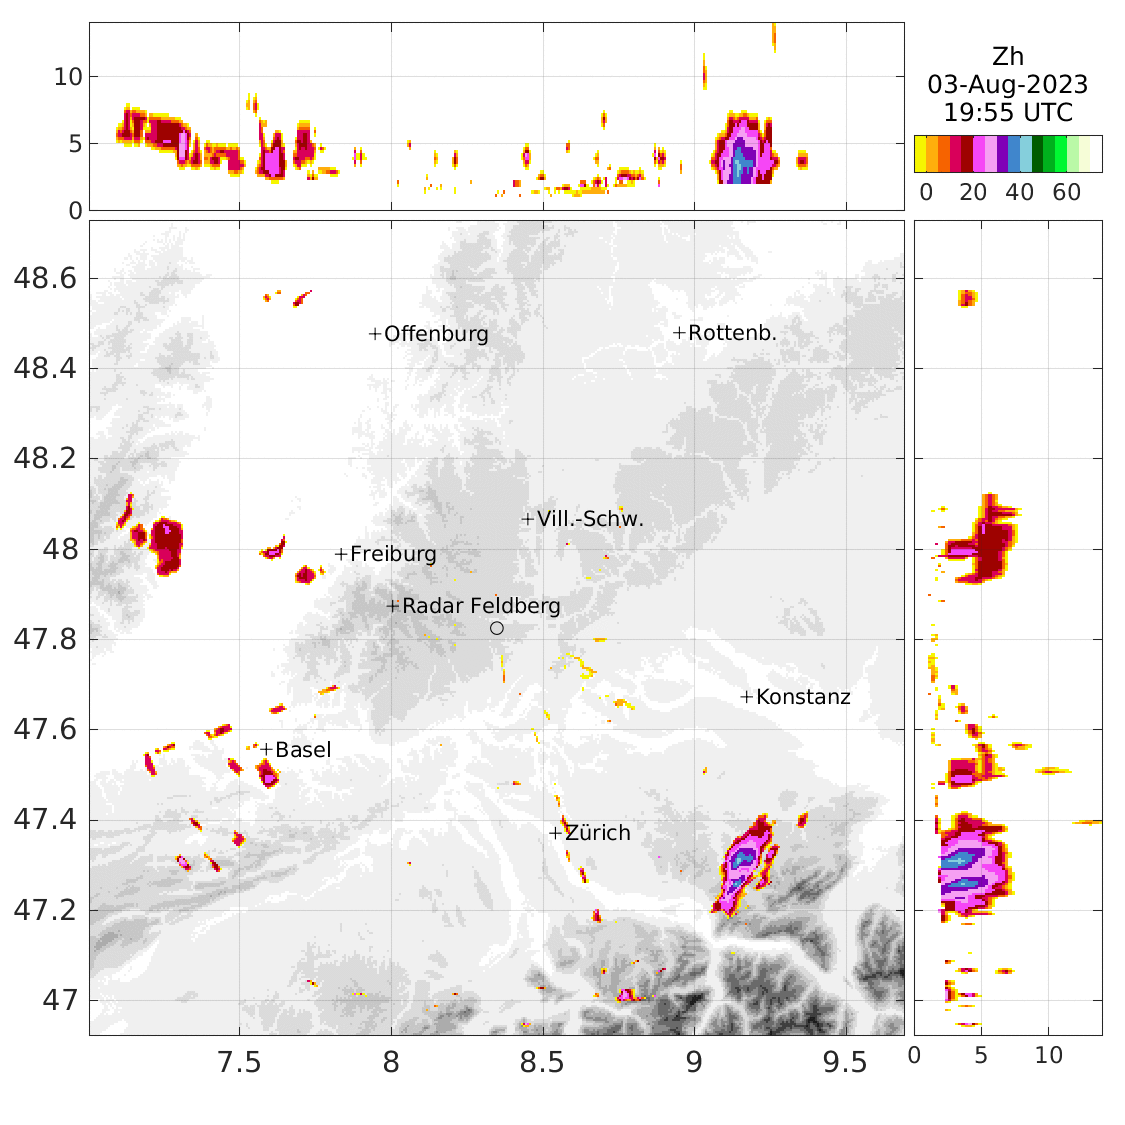 10
5
0
Zh
03-Aug-2023
19:55 UTC
0 20 40 60
48.6
48.4
48.2
48
47.8
47.6
47.4
47.2
47
Offenburg
Rottenb.
Vill.-Schw.
Freiburg
Radar Feldberg
Konstanz
Basel
Zürich
7.5 8 8.5 9 9.5
0 5 10